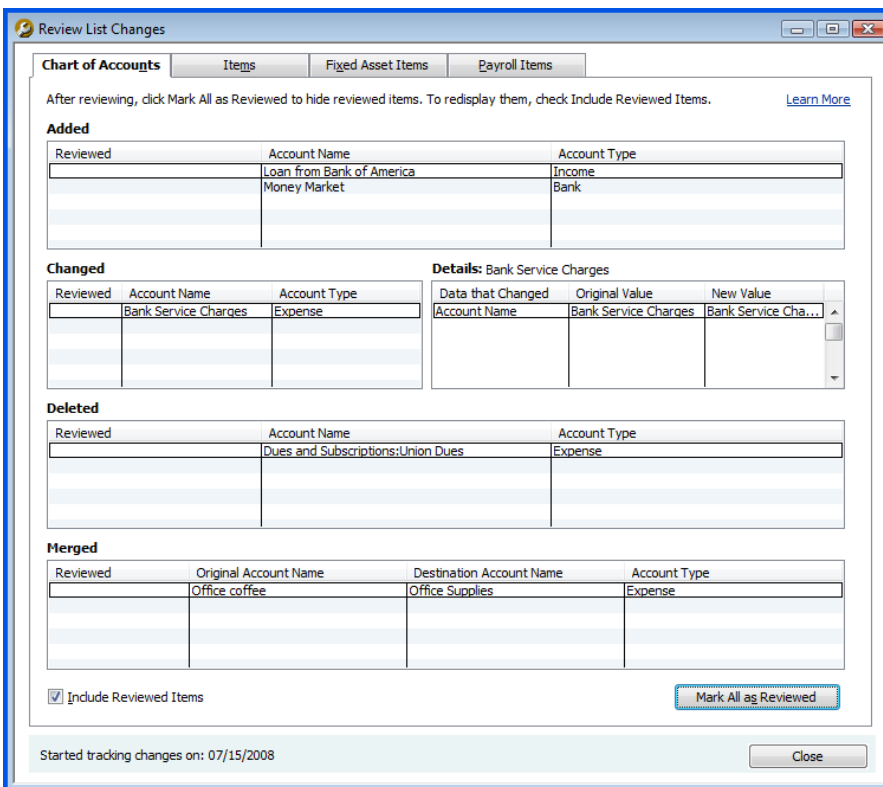 Review List Changes
Chart of Accounts Items Fixed Asset Items Payroll Items
After reviewing, click Mark All as Reviewed to hide reviewed items. To redisplay them, check Include Reviewed Items. Learn More
Added
Reviewed Account Name Account Type
Loan from Bank of America Income
Money Market Bank
Changed Details: Bank Service Charges
Reviewed Account Name Account Type Data that Changed Original Value New Value
Bank Service Charges Expense Account Name Bank Service Charges Bank Service Cha...
Deleted
Reviewed Account Name Account Type
Dues and Subscriptions:Union Dues Expense
Merged
Reviewed Original Account Name Destination Account Name Account Type
Office coffee Office Supplies Expense
Include Reviewed Items Mark All as Reviewed
Started tracking changes on: 07/15/2008 Close